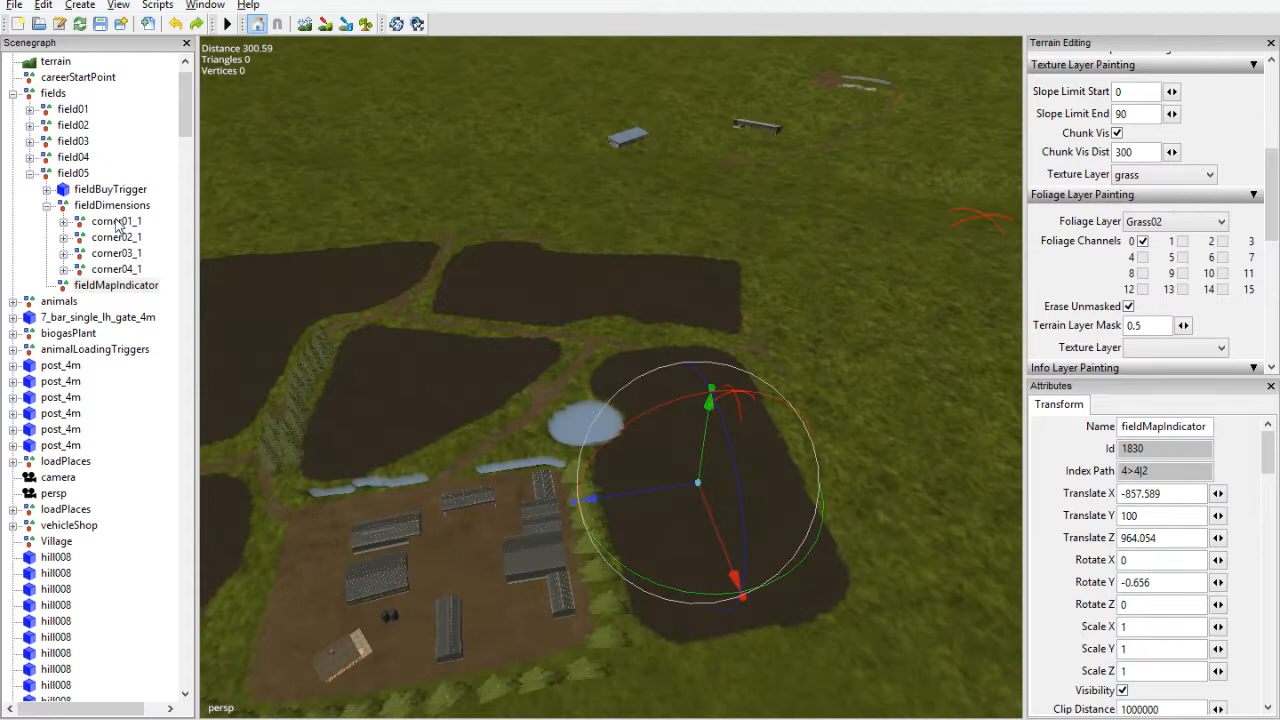 File Edit Create View Scripts Window Help
Scenegraph
terrain
careerStartPoint
fields
field01
field02
field03
field04
field05
fieldBuyTrigger
fieldDimensions
corner01_1
corner02_1
corner03_1
corner04_1
fieldMapIndicator
animals
7_bar_single_lh_gate_4m
biogasPlant
animalLoadingTriggers
post_4m
post_4m
post_4m
post_4m
post_4m
post_4m
loadPlaces
camera
persp
loadPlaces
vehicleShop
Village
hill008
hill008
hill008
hill008
hill008
hill008
hill008
hill008
hill008
hill008
Distance 300.59
Triangles 0
Vertices 0
persp
Terrain Editing
Texture Layer Painting
Slope Limit Start 0
Slope Limit End 90
Chunk Vis
Chunk Vis Dist 300
Texture Layer grass
Foliage Layer Painting
Foliage Layer Grass02
Foliage Channels 0 1 2 3
4 5 6 7
8 9 10 11
12 13 14 15
Erase Unmasked
Terrain Layer Mask 0.5
Texture Layer
Info Layer Painting
Attributes
Transform
Name fieldMapIndicator
Id 1830
Index Path 4>4|2
Translate X -857.589
Translate Y 100
Translate Z 964.054
Rotate X 0
Rotate Y -0.656
Rotate Z 0
Scale X 1
Scale Y 1
Scale Z 1
Visibility
Clip Distance 1000000